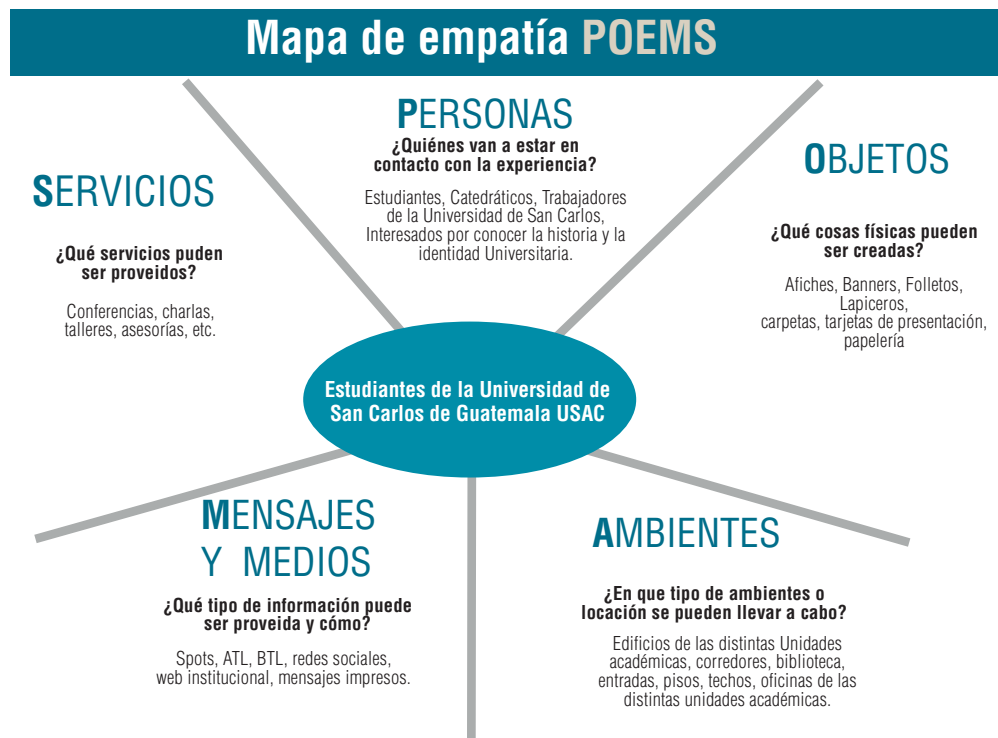 Mapa de empatía POEMS
PERSONAS
¿Quiénes van a estar en
contacto con la experiencia?
Estudiantes, Catedráticos, Trabajadores
de la Universidad de San Carlos,
Interesados por conocer la historia y la
identidad Universitaria.
OBJETOS
¿Qué cosas físicas pueden
ser creadas?
Afiches, Banners, Folletos,
Lapiceros,
carpetas, tarjetas de presentación,
papelería
SERVICIOS
¿Qué servicios puden
ser proveidos?
Conferencias, charlas,
talleres, asesorías, etc.
Estudiantes de la Universidad de
San Carlos de Guatemala USAC
MENSAJES
Y MEDIOS
¿Qué tipo de información puede
ser proveida y cómo?
Spots, ATL, BTL, redes sociales,
web institucional, mensajes impresos.
AMBIENTES
¿En que tipo de ambientes o
locación se pueden llevar a cabo?
Edificios de las distintas Unidades
académicas, corredores, biblioteca,
entradas, pisos, techos, oficinas de las
distintas unidades académicas.